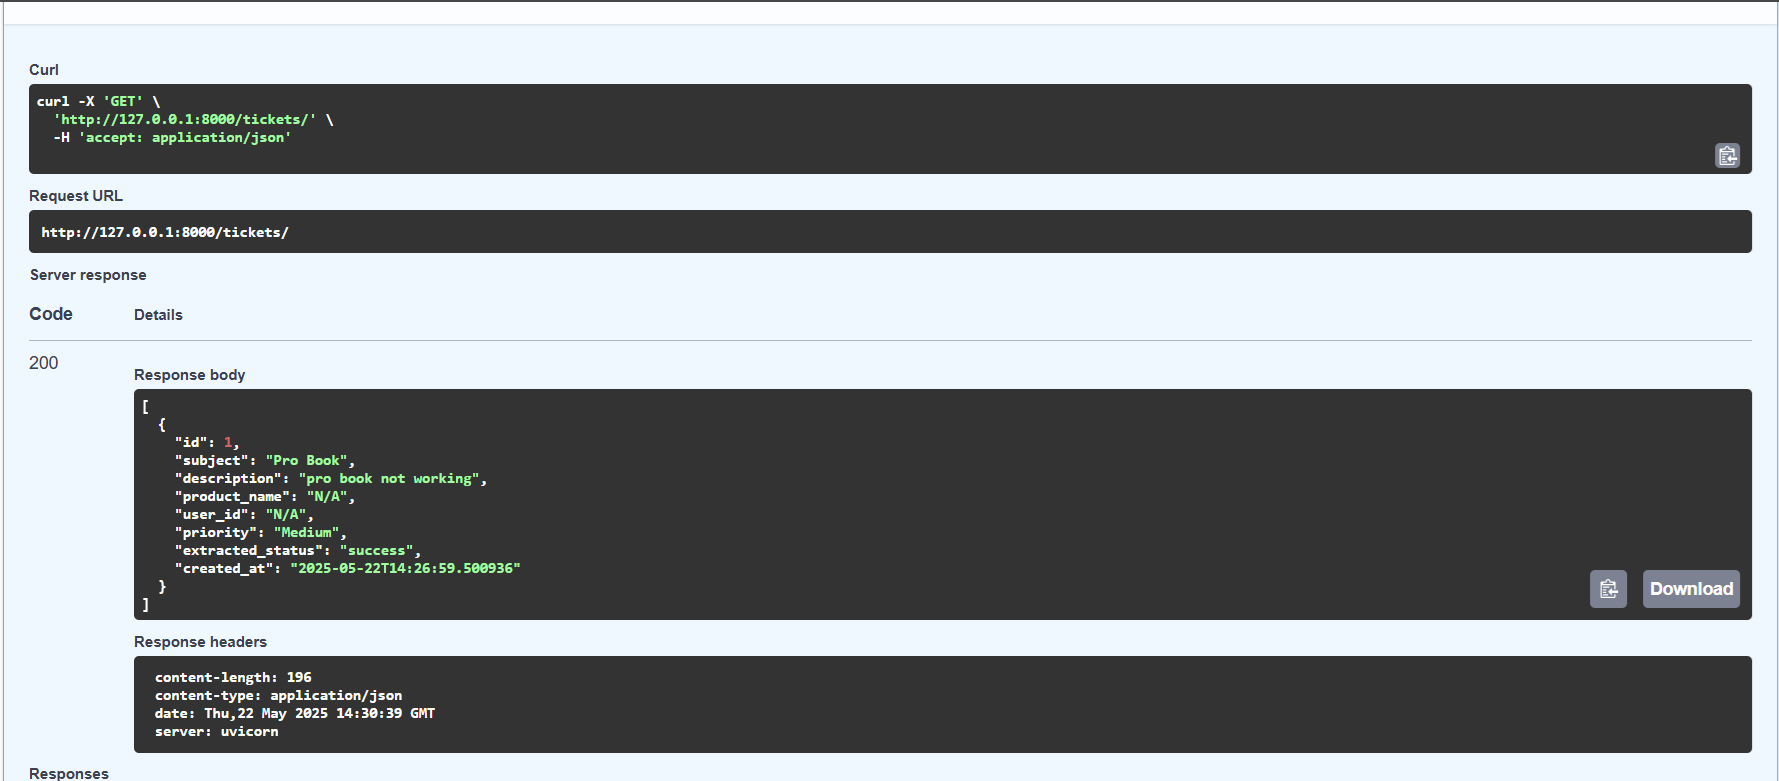 Curl
curl -X 'GET' \
  'http://127.0.0.1:8000/tickets/' \
  -H 'accept: application/json'
Request URL
http://127.0.0.1:8000/tickets/
Server response
Code Details
200
Response body
[
  {
    "id": 1,
    "subject": "Pro Book",
    "description": "pro book not working",
    "product_name": "N/A",
    "user_id": "N/A",
    "priority": "Medium",
    "extracted_status": "success",
    "created_at": "2025-05-22T14:26:59.500936"
  }
]
Download
Response headers
content-length: 196
content-type: application/json
date: Thu,22 May 2025 14:30:39 GMT
server: uvicorn
Responses